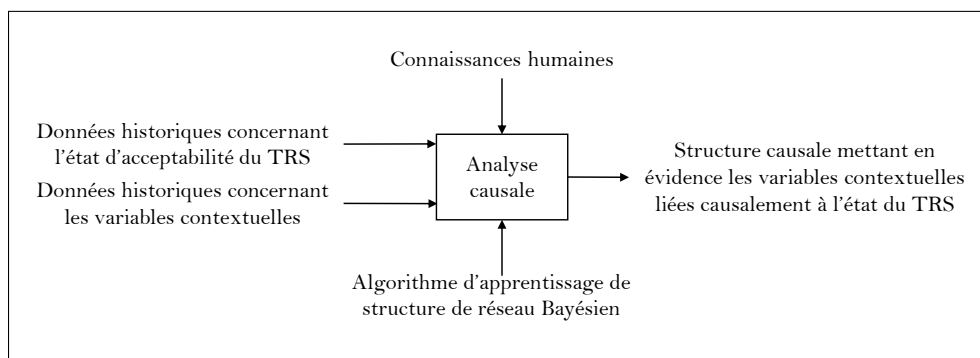 Connaissances humaines
Données historiques concernant
l'état d'acceptabilité du TRS
Données historiques concernant
les variables contextuelles
Analyse
causale
Structure causale mettant en
évidence les variables contextuelles
liées causalement à l'état du TRS
Algorithme d'apprentissage de
structure de réseau Bayésien